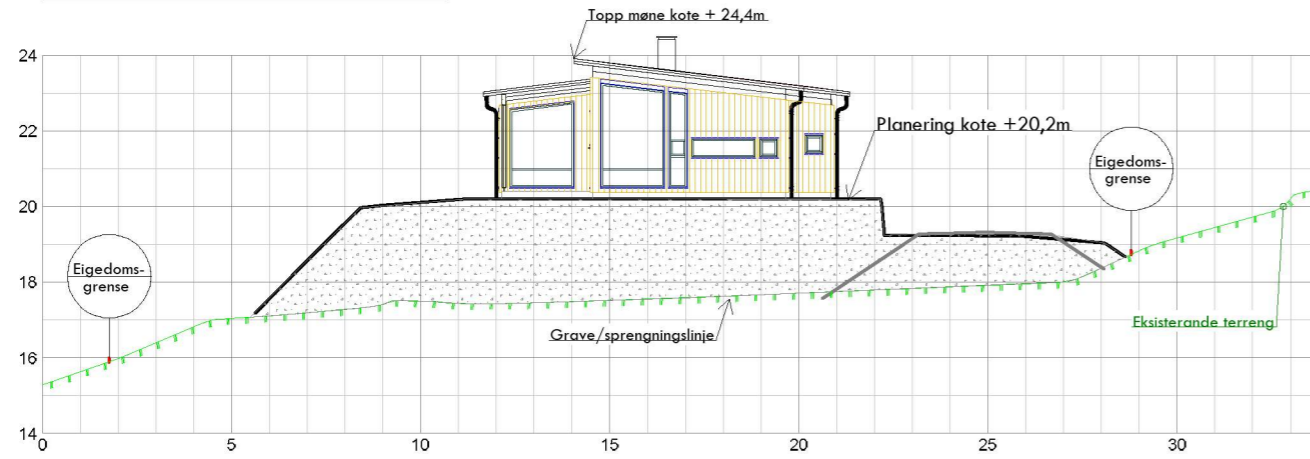 Topp møne kote + 24,4m
24
22
20
18
16
14
Planering kote +20,2m
Eigedoms-
grense
Eigedoms-
grense
Grave/sprengningslinje
Eksisterande terreng
0
5
10
15
20
25
30